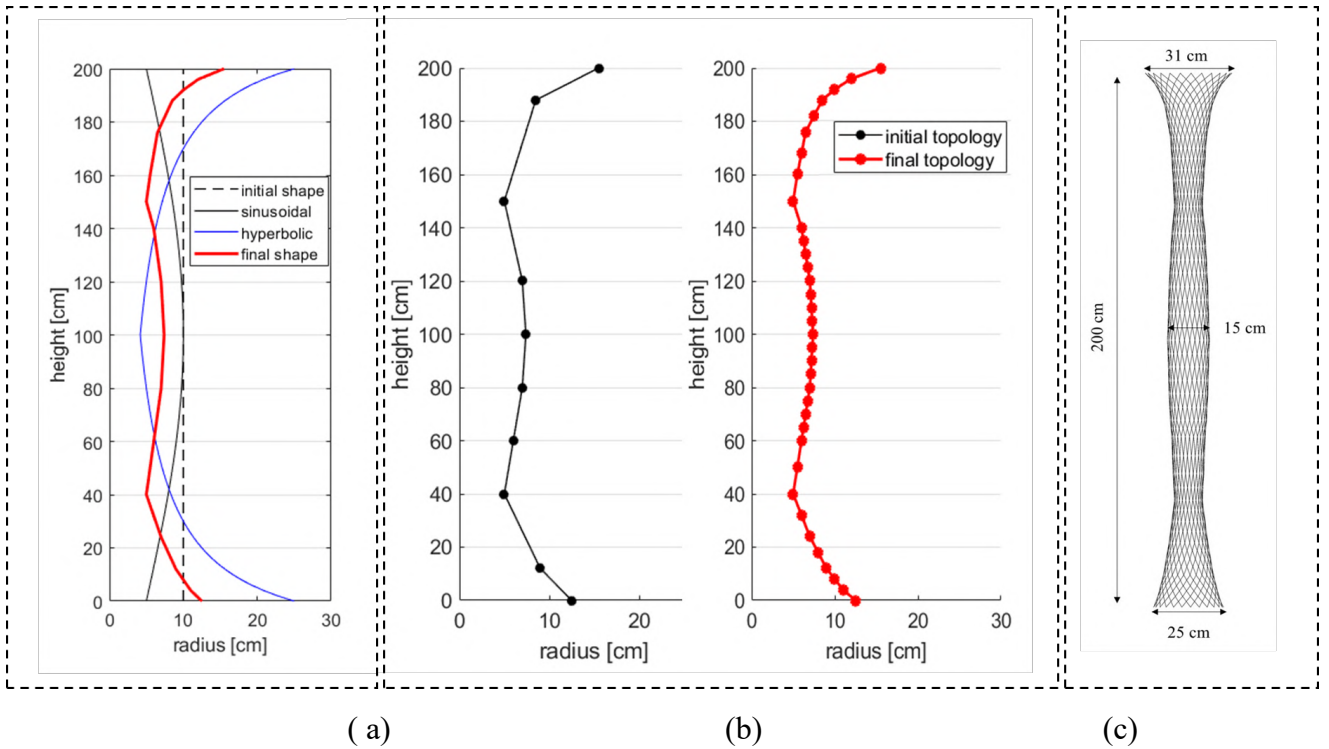 200
180
160
140
120
100
80
60
40
20
0
0
10
20
30
height [cm]
radius [cm]
initial shape
sinusoidal
hyperbolic
final shape
200
180
160
140
120
100
80
60
40
20
0
0
10
20
height [cm]
radius [cm]
200
180
160
140
120
100
80
60
40
20
0
0
10
20
30
height [cm]
radius [cm]
initial topology
final topology
31 cm
200 cm
15 cm
25 cm
( a)
(b)
(c)